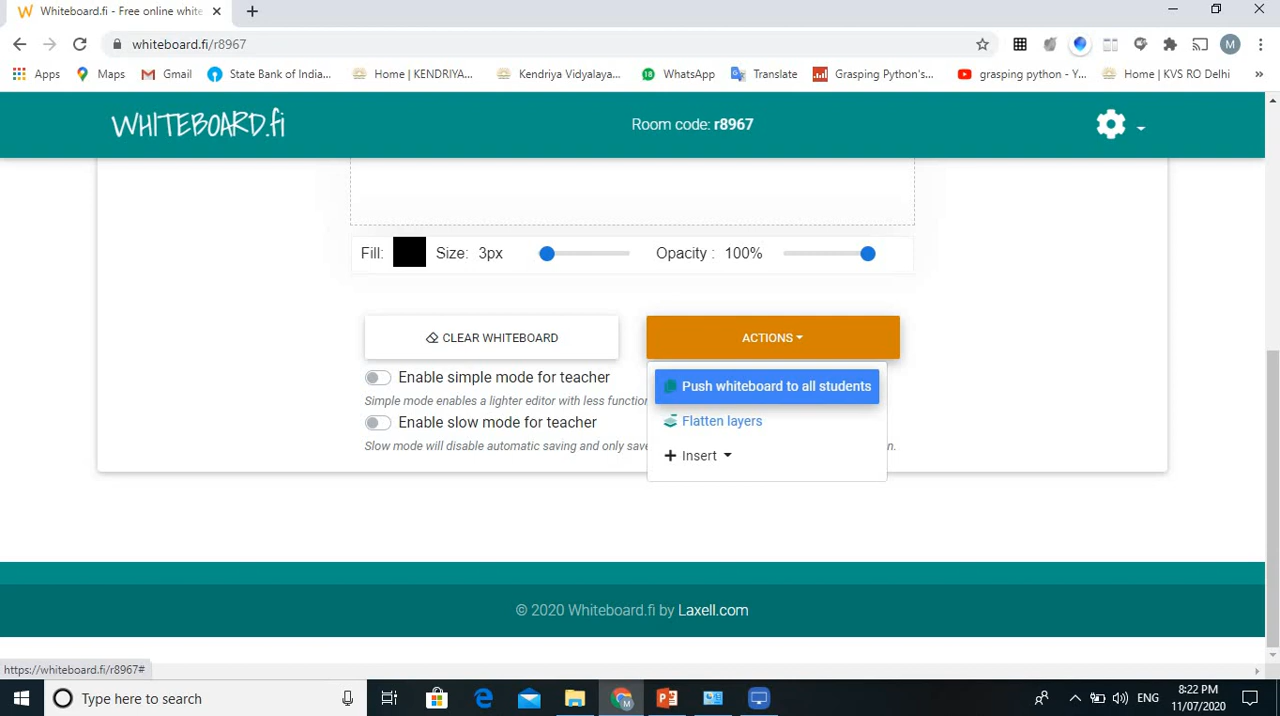 Whiteboard.fi - Free online white
whiteboard.fi/r8967
M
Apps Maps Gmail State Bank of India... Home | KENDRIYA... Kendriya Vidyalaya... 18 WhatsApp Translate Grasping Python's... grasping python - Y... Home | KVS RO Delhi »
WHITEBOARD.fi Room code: r8967
Fill: Size: 3px Opacity : 100%
CLEAR WHITEBOARD ACTIONS
Enable simple mode for teacher Push whiteboard to all students
Simple mode enables a lighter editor with less function
Enable slow mode for teacher Flatten layers
Slow mode will disable automatic saving and only save n.
Insert
© 2020 Whiteboard.fi by Laxell.com
https://whiteboard.fi/r8967#
Type here to search ENG 8:22 PM
11/07/2020